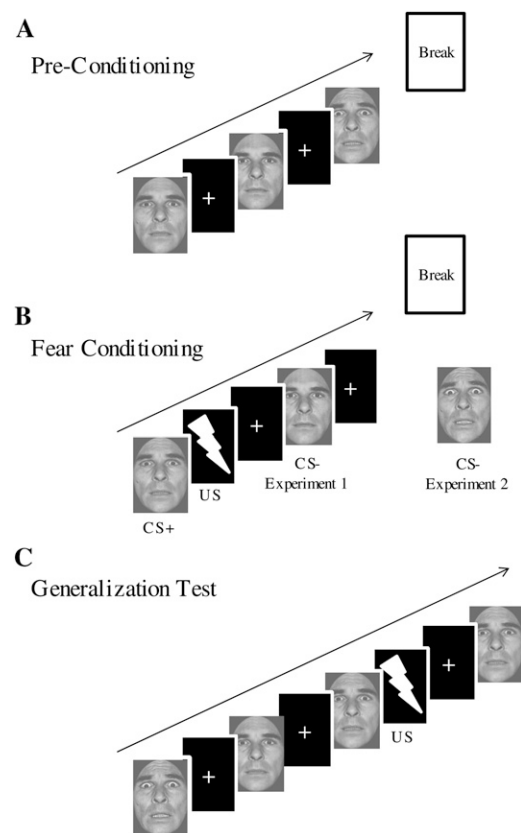 A
Pre-Conditioning
Break
Break
B
Fear Conditioning
CS+
US
CS-
Experiment 1
CS-
Experiment 2
C
Generalization Test
US